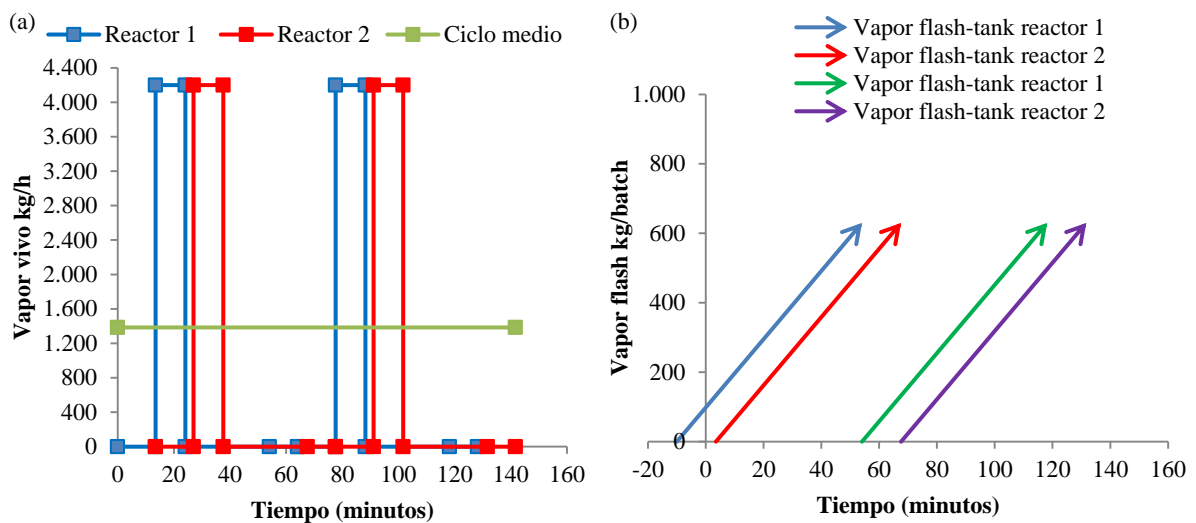 (a)
Reactor 1 Reactor 2 Ciclo medio
4.400
4.000
3.600
3.200
2.800
2.400
2.000
1.600
1.200
800
400
0
Vapor vivo kg/h
0 20 40 60 80 100 120 140 160
Tiempo (minutos)
(b)
Vapor flash-tank reactor 1
Vapor flash-tank reactor 2
Vapor flash-tank reactor 1
Vapor flash-tank reactor 2
1.000
800
600
400
200
0
Vapor flash kg/batch
-20 0 20 40 60 80 100 120 140 160
Tiempo (minutos)